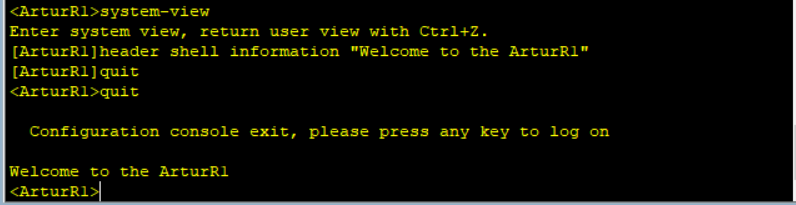 <ArturR1>system-view
Enter system view, return user view with Ctrl+Z.
[ArturR1]header shell information "Welcome to the ArturR1"
[ArturR1]quit
<ArturR1>quit
Configuration console exit, please press any key to log on
Welcome to the ArturR1
<ArturR1>